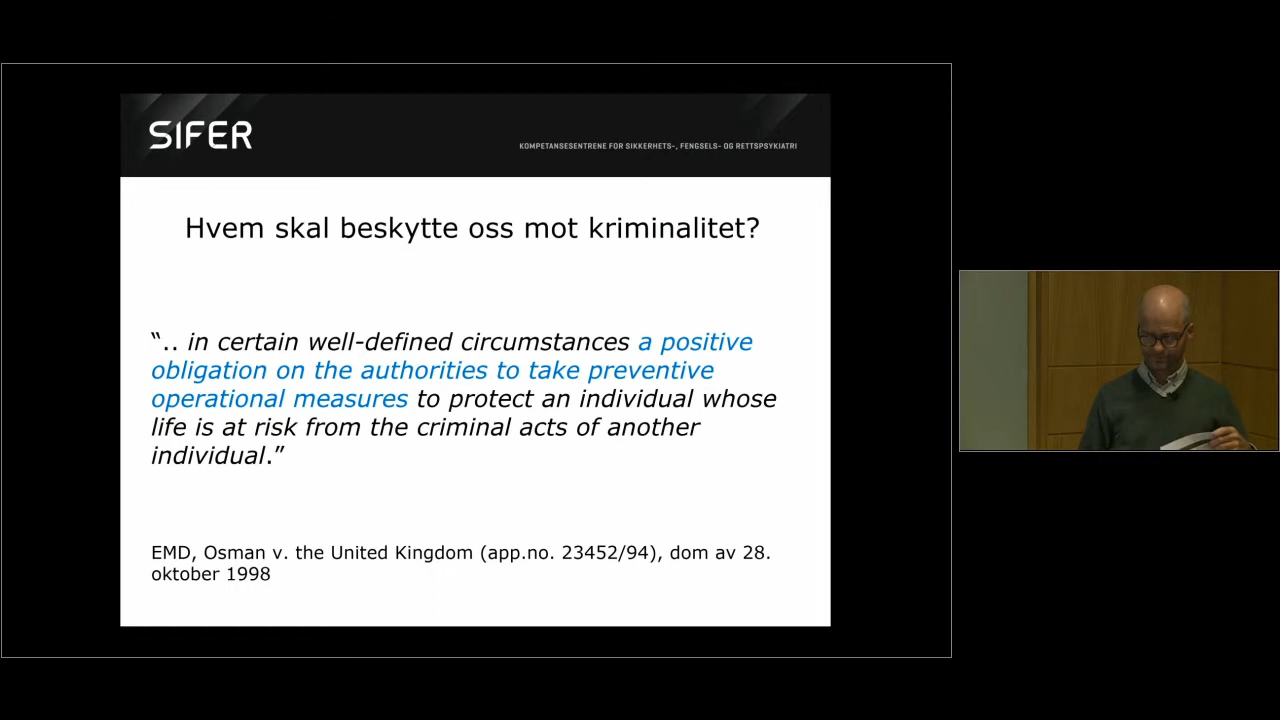 SIFER
KOMPETANSESENTRENE FOR SIKKERHETS-, FENGSELS- OG RETTSPSYKIATRI
Hvem skal beskytte oss mot kriminalitet?
“.. in certain well-defined circumstances a positive
obligation on the authorities to take preventive
operational measures to protect an individual whose
life is at risk from the criminal acts of another
individual.”
EMD, Osman v. the United Kingdom (app.no. 23452/94), dom av 28.
oktober 1998